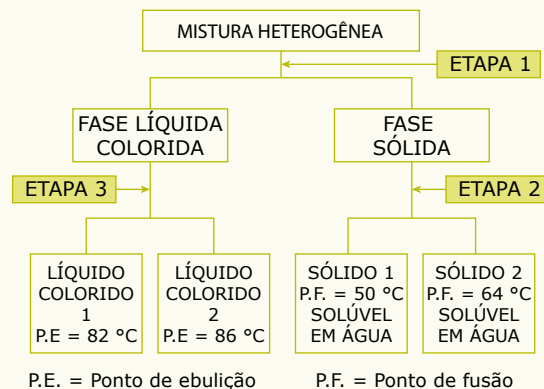 MISTURA HETEROGÊNEA
ETAPA 1
FASE LÍQUIDA
COLORIDA
FASE
SÓLIDA
ETAPA 3
ETAPA 2
LÍQUIDO
COLORIDO
1
P.E = 82 °C
LÍQUIDO
COLORIDO
2
P.E = 86 °C
SÓLIDO 1
P.F. = 50 °C
SOLÚVEL
EM ÁGUA
SÓLIDO 2
P.F. = 64 °C
SOLÚVEL
EM ÁGUA
P.E. = Ponto de ebulição
P.F. = Ponto de fusão